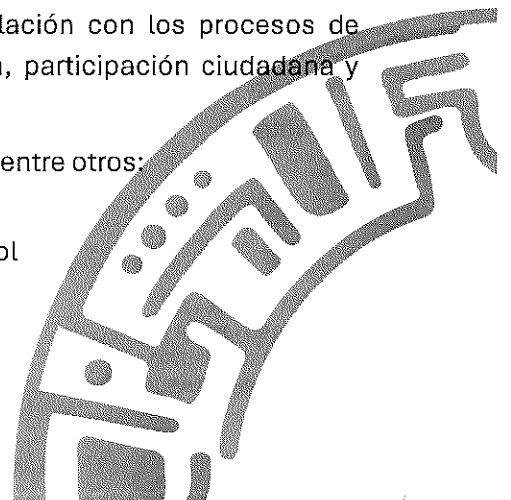 lación con los procesos de
, participación ciudadana y
entre otros:
ol